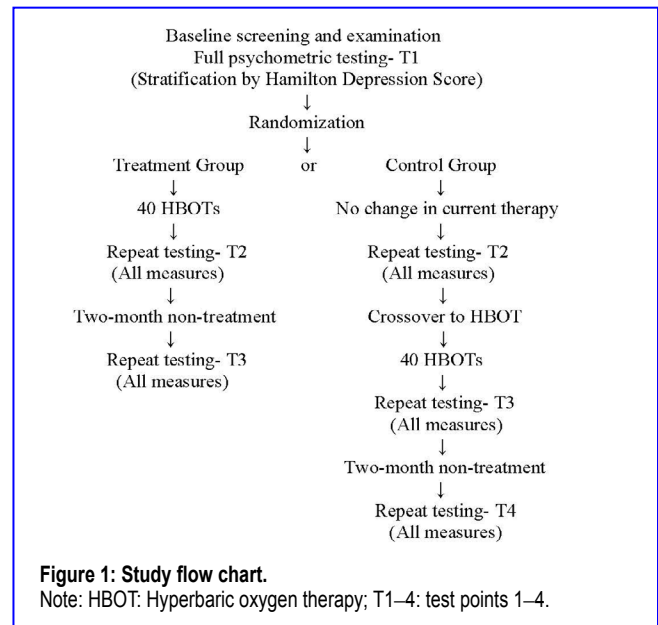 Baseline screening and examination
Full psychometric testing- T1
(Stratification by Hamilton Depression Score)
↓
Randomization
↓
Treatment Group or Control Group
↓ ↓
40 HBOTs No change in current therapy
↓ ↓
Repeat testing- T2 Repeat testing- T2
(All measures) (All measures)
↓ ↓
Two-month non-treatment Crossover to HBOT
↓ ↓
Repeat testing- T3 40 HBOTs
(All measures) ↓
Repeat testing- T3
(All measures)
↓
Two-month non-treatment
↓
Repeat testing- T4
(All measures)
Figure 1: Study flow chart.
Note: HBOT: Hyperbaric oxygen therapy; T1–4: test points 1–4.